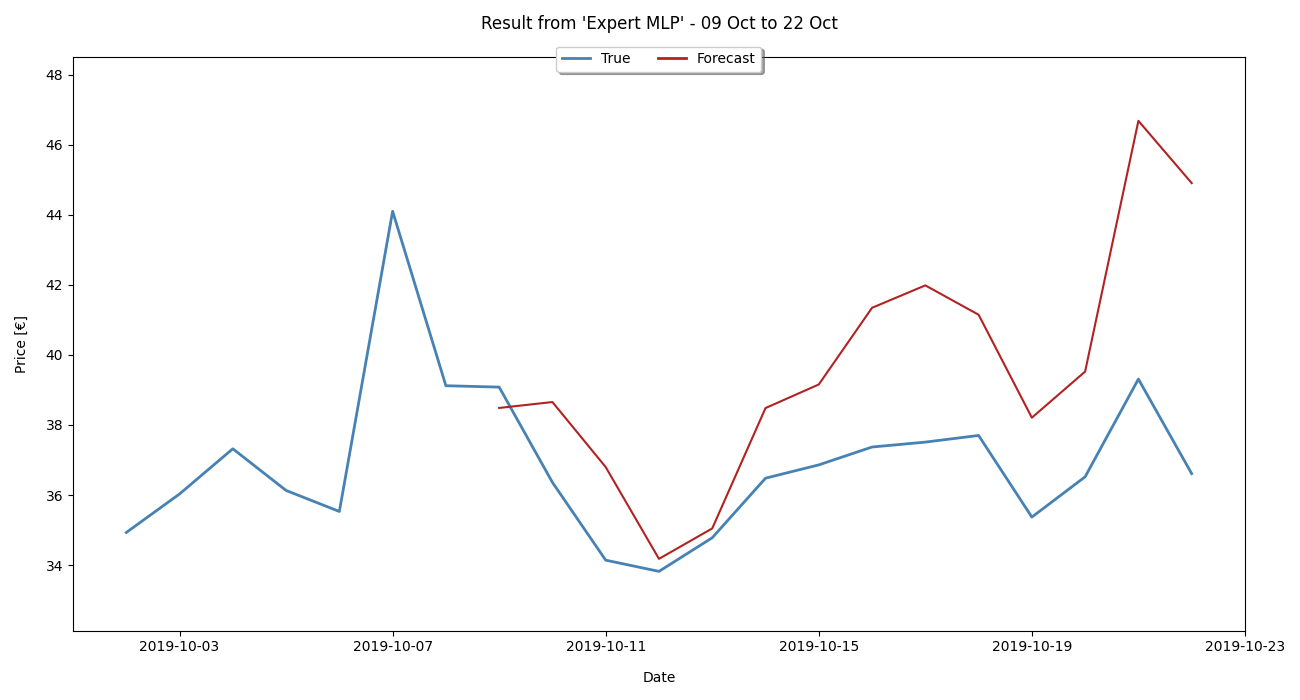 Result from 'Expert MLP' - 09 Oct to 22 Oct
True Forecast
48
46
44
42
40
38
36
34
Price [€]
2019-10-03 2019-10-07 2019-10-11 2019-10-15 2019-10-19 2019-10-23
Date